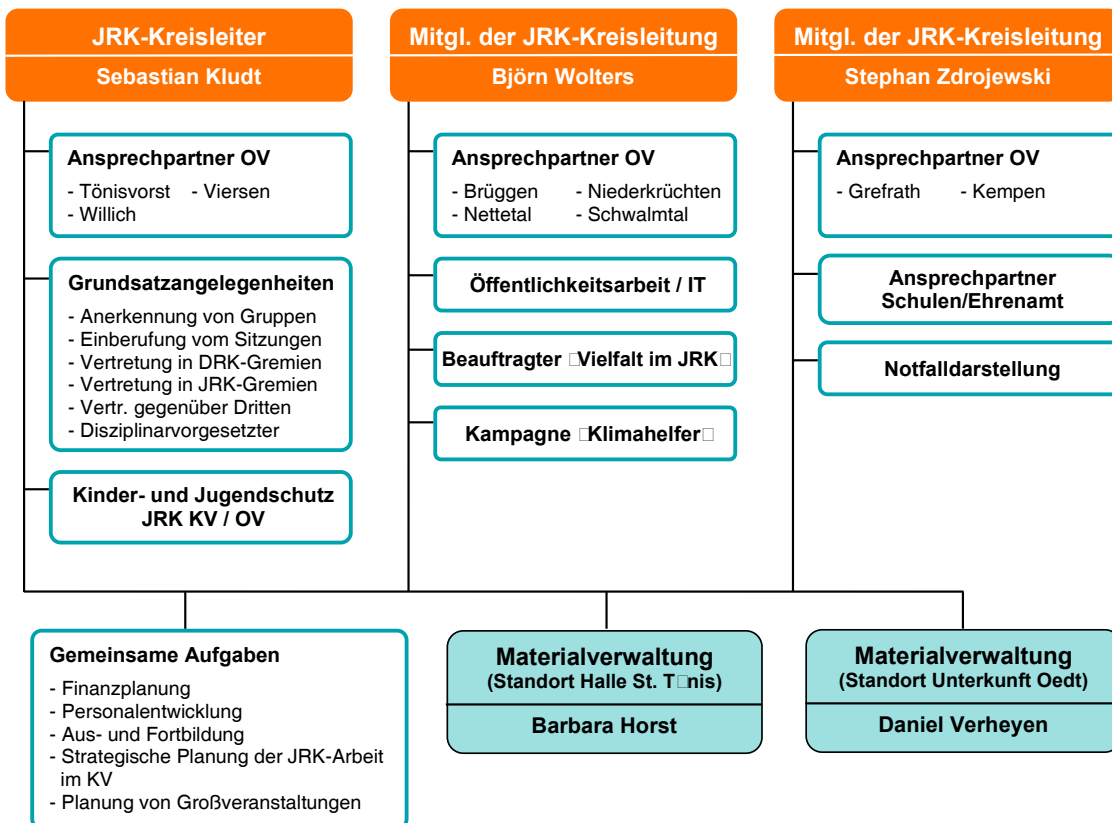 JRK-Kreisleiter
Sebastian Kludt
Ansprechpartner OV
- Tönisvorst - Viersen
- Willich
Grundsatzangelegenheiten
- Anerkennung von Gruppen
- Einberufung vom Sitzungen
- Vertretung in DRK-Gremien
- Vertretung in JRK-Gremien
- Vertr. gegenüber Dritten
- Disziplinarvorgesetzter
Kinder- und Jugendschutz
JRK KV / OV
Mitgl. der JRK-Kreisleitung
Björn Wolters
Ansprechpartner OV
- Brüggen - Niederkrüchten
- Nettetal - Schwalmtal
Öffentlichkeitsarbeit / IT
Beauftragter □Vielfalt im JRK□
Kampagne □Klimahelfer□
Mitgl. der JRK-Kreisleitung
Stephan Zdrojewski
Ansprechpartner OV
- Grefrath - Kempen
Ansprechpartner
Schulen/Ehrenamt
Notfalldarstellung
Gemeinsame Aufgaben
- Finanzplanung
- Personalentwicklung
- Aus- und Fortbildung
- Strategische Planung der JRK-Arbeit
im KV
- Planung von Großveranstaltungen
Materialverwaltung
(Standort Halle St. T□nis)
Barbara Horst
Materialverwaltung
(Standort Unterkunft Oedt)
Daniel Verheyen